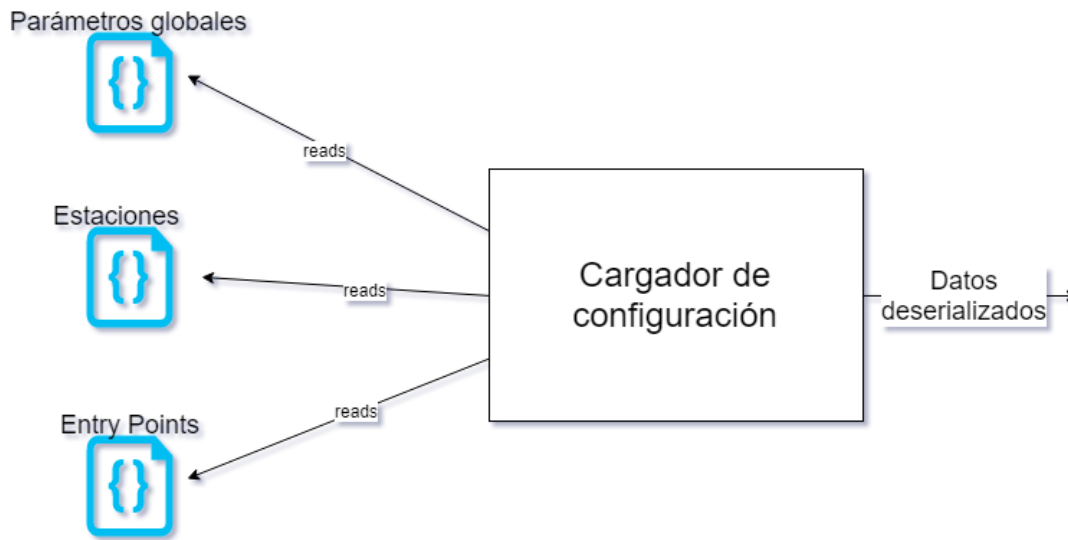 Parámetros globales
{}
reads
Estaciones
{}
reads
Cargador de
configuración
Datos
deserializados
Entry Points
{}
reads